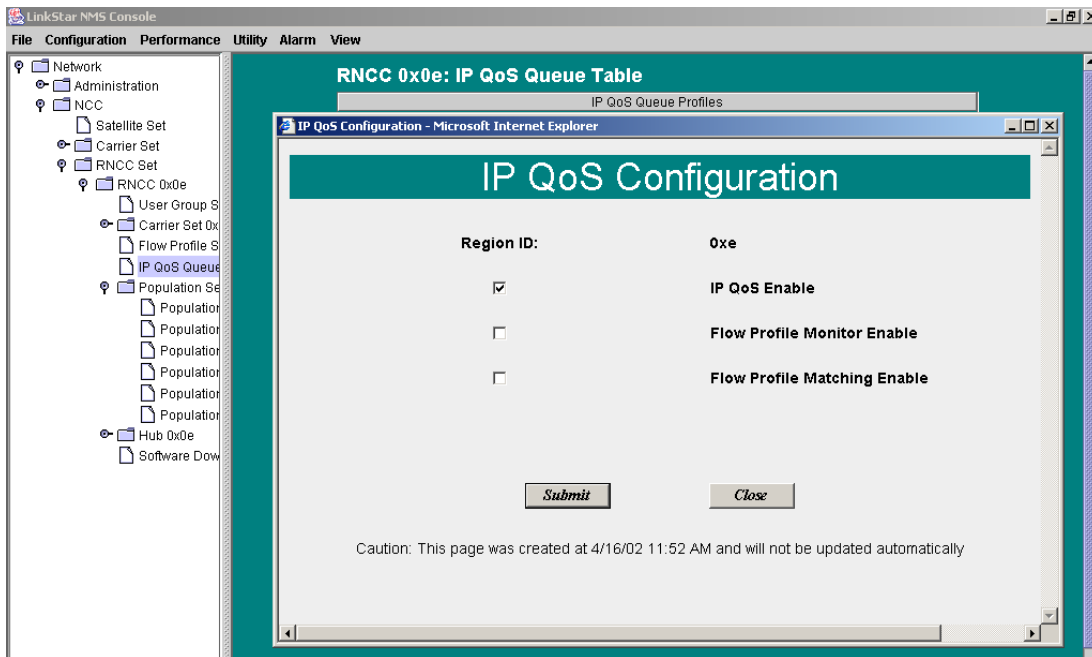 LinkStar NMS Console
File Configuration Performance Utility Alarm View
Network
Administration
NCC
Satellite Set
Carrier Set
RNCC Set
RNCC 0x0e
User Group S
Carrier Set 0x
Flow Profile S
IP QoS Queue
Population Se
Population
Population
Population
Population
Population
Population
Hub 0x0e
Software Dow
RNCC 0x0e: IP QoS Queue Table
IP QoS Queue Profiles
IP QoS Configuration - Microsoft Internet Explorer
IP QoS Configuration
Region ID: 0xe
IP QoS Enable
Flow Profile Monitor Enable
Flow Profile Matching Enable
Submit Close
Caution: This page was created at 4/16/02 11:52 AM and will not be updated automatically